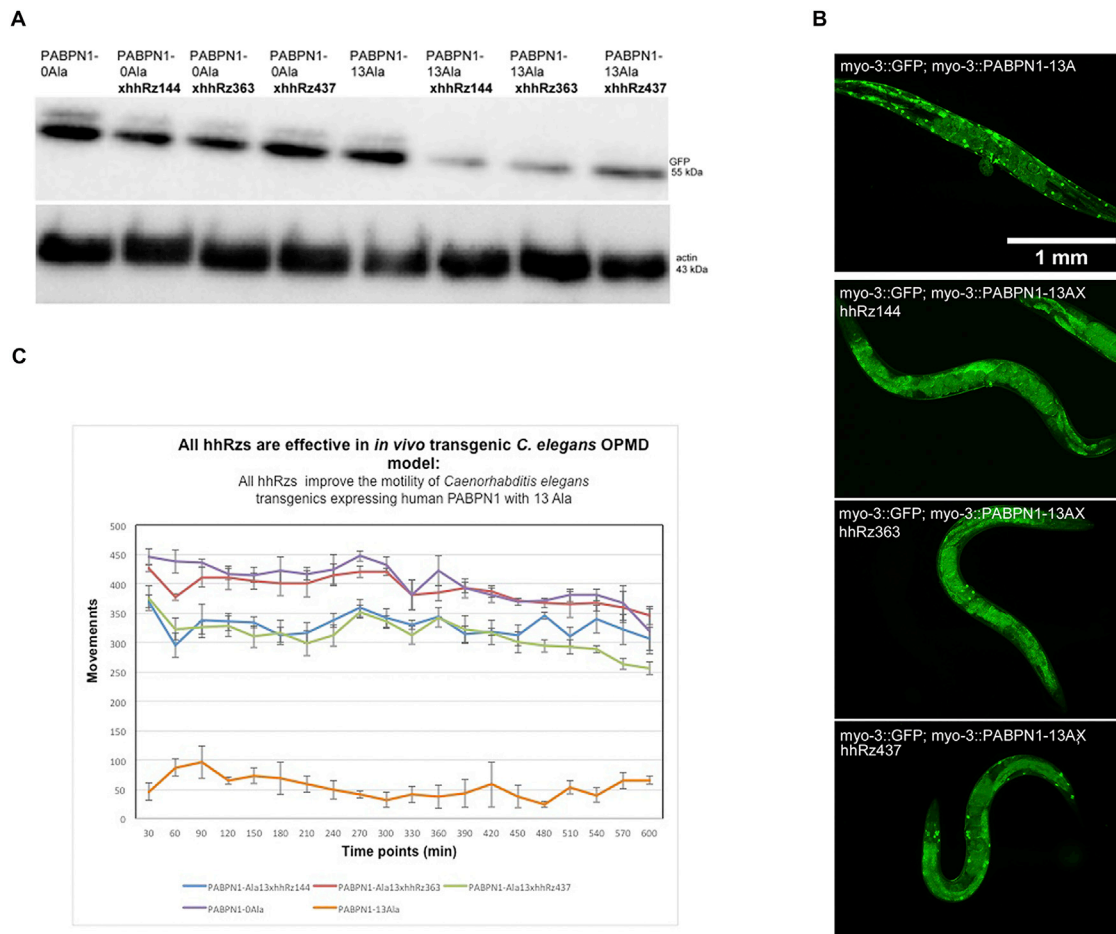 A
PABPN1-
0Ala
PABPN1-
0Ala
xhhRz144
PABPN1-
0Ala
xhhRz363
PABPN1-
0Ala
xhhRz437
PABPN1-
13Ala
PABPN1-
13Ala
xhhRz144
PABPN1-
13Ala
xhhRz363
PABPN1-
13Ala
xhhRz437
GFP
55 kDa
actin
43 kDa
B
myo-3::GFP; myo-3::PABPN1-13A
1 mm
myo-3::GFP; myo-3::PABPN1-13AX
hhRz144
myo-3::GFP; myo-3::PABPN1-13AX
hhRz363
myo-3::GFP; myo-3::PABPN1-13AX
hhRz437
C
All hhRzs are effective in in vivo transgenic C. elegans OPMD
model:
All hhRzs improve the motility of Caenorhabditis elegans
transgenics expressing human PABPN1 with 13 Ala
Movements
500
450
400
350
300
250
200
150
100
50
0
30 60 90 120 150 180 210 240 270 300 330 360 390 420 450 480 510 540 570 600
Time points (min)
PABPN1-Ala13xhhRz144 PABPN1-Ala13xhhRz363 PABPN1-Ala13xhhRz437
PABPN1-0Ala PABPN1-13Ala